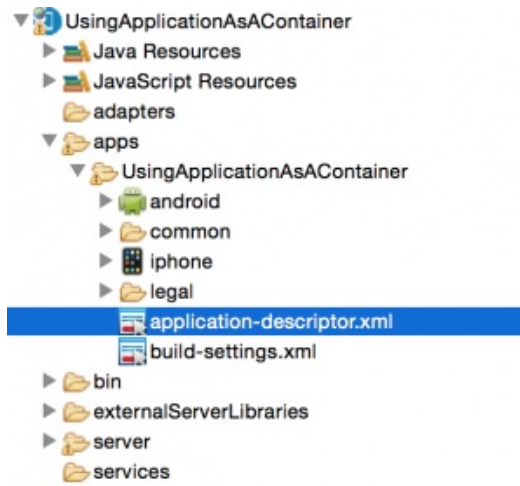 UsingApplicationAsAContainer
Java Resources
JavaScript Resources
adapters
apps
UsingApplicationAsAContainer
android
common
iphone
legal
application-descriptor.xml
build-settings.xml
bin
externalServerLibraries
server
services